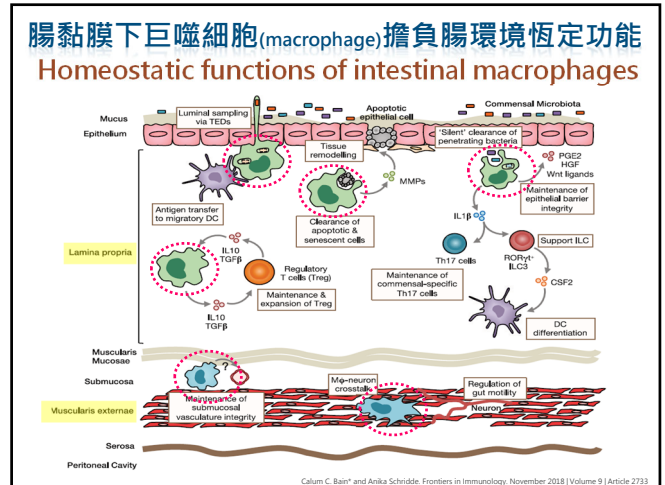 腸黏膜下巨噬細胞(macrophage)擔負腸環境恆定功能
Homeostatic functions of intestinal macrophages
Mucus
Epithelium
Luminal sampling
via TEDs
Apoptotic
epithelial cell
Commensal Microbiota
Tissue
remodelling
'Silent' clearance of
penetrating bacteria
PGE2
HGF
Wnt ligands
MMPs
Maintenance of
epithelial barrier
integrity
Antigen transfer
to migratory DC
Clearance of
apoptotic &
senescent cells
IL1β
Lamina propria
IL10
TGFβ
Regulatory
T cells (Treg)
Th17 cells
Support ILC
RORγt+
ILC3
Maintenance &
expansion of Treg
Maintenance of
commensal-specific
Th17 cells
CSF2
IL10
TGFβ
DC
differentiation
Muscularis
Mucosae
Submucosa
?
Maintenance of
submucosal
vasculature integrity
Mφ-neuron
crosstalk
Regulation of
gut motility
Neuron
Muscularis externae
Serosa
Peritoneal Cavity
Calum C. Bain* and Anika Schridde. Frontiers in Immunology. November 2018 | Volume 9 | Article 2733